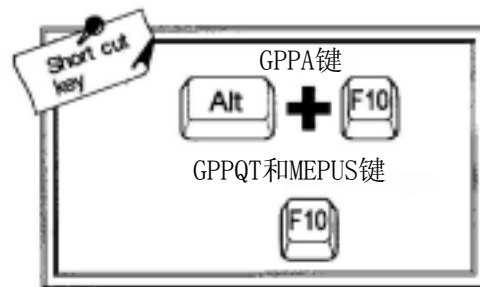 Short cut
key
GPPA键
Alt + F10
GPPQT和MEPUS键
F10